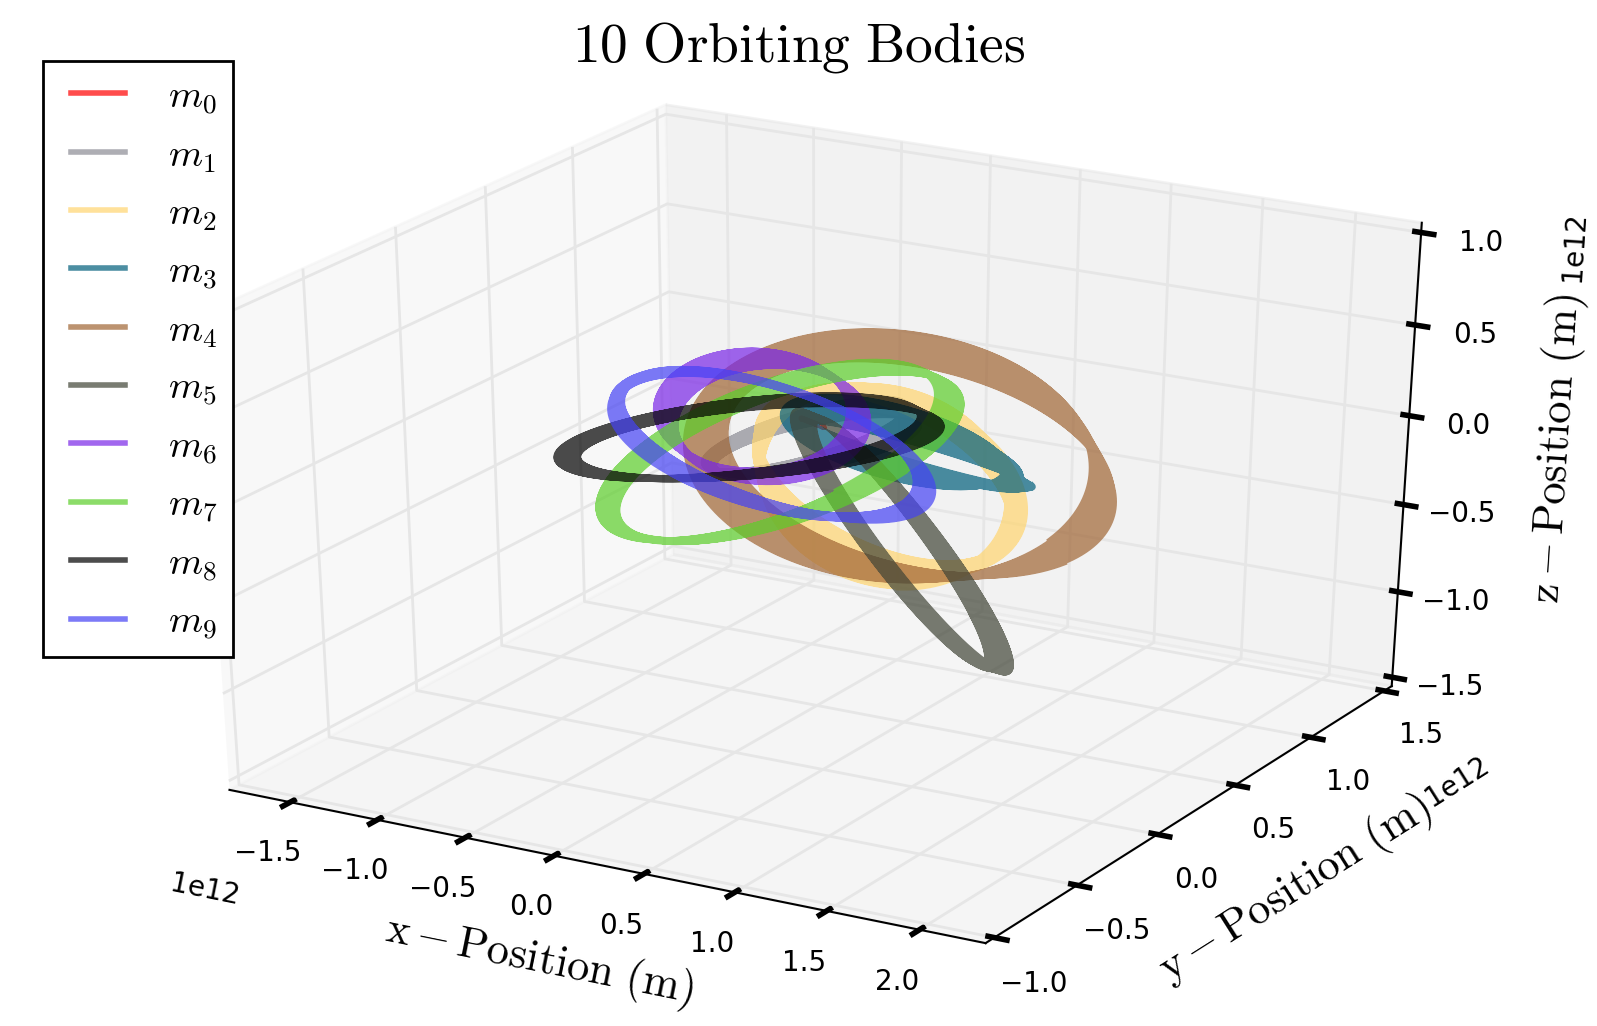 10 Orbiting Bodies
m₀
m₁
m₂
m₃
m₄
m₅
m₆
m₇
m₈
m₉
1.0
0.5
0.0
−0.5
−1.0
−1.5
1e12
z − Position (m)
1.5
1.0
0.5
0.0
−0.5
−1.0
1e12
y − Position (m)
−1.5
−1.0
−0.5
0.0
0.5
1.0
1.5
2.0
1e12
x − Position (m)